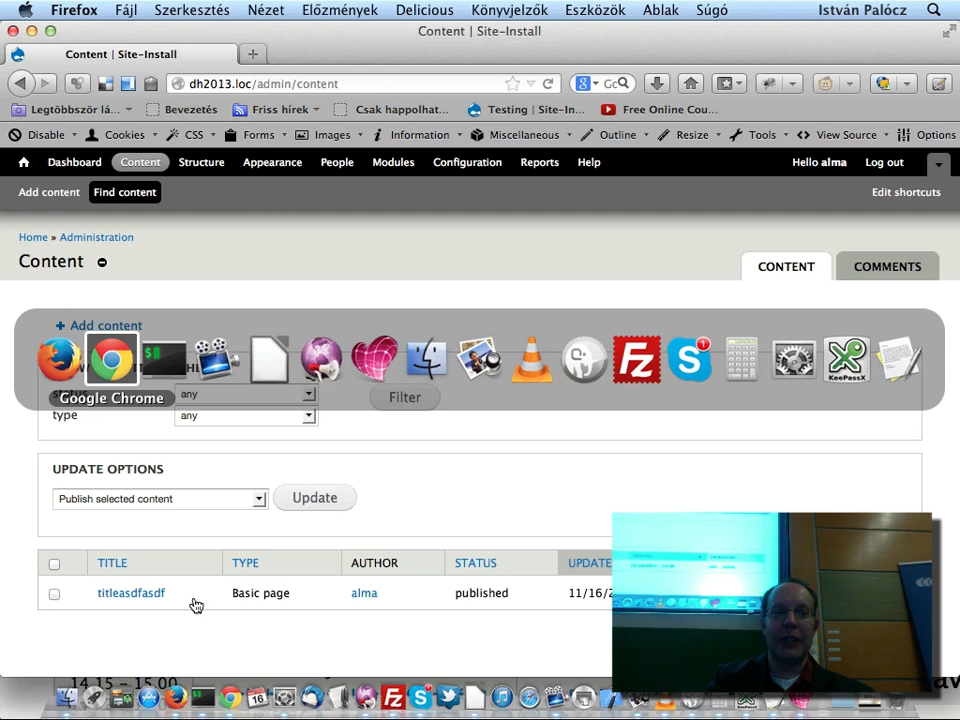 Firefox Fájl Szerkesztés Nézet Előzmények Delicious Könyvjelzők Eszközök Ablak Súgó István Palócz
Content | Site-Install
Content | Site-Install
dh2013.loc/admin/content
Legtöbbször lá... Bevezetés Friss hírek Csak happolhat... Testing | Site-In... Free Online Cou...
Disable Cookies CSS Forms Images Information Miscellaneous Outline Resize Tools View Source Options
Dashboard Content Structure Appearance People Modules Configuration Reports Help Hello alma Log out
Add content Find content Edit shortcuts
Home » Administration
Content
CONTENT COMMENTS
+ Add content
$
1
KeePassX
Google Chrome
any
Filter
type any
UPDATE OPTIONS
Publish selected content Update
TITLE TYPE AUTHOR STATUS UPDATE
titleasdfasdf Basic page alma published 11/16/2
14.15 - 15.00
16